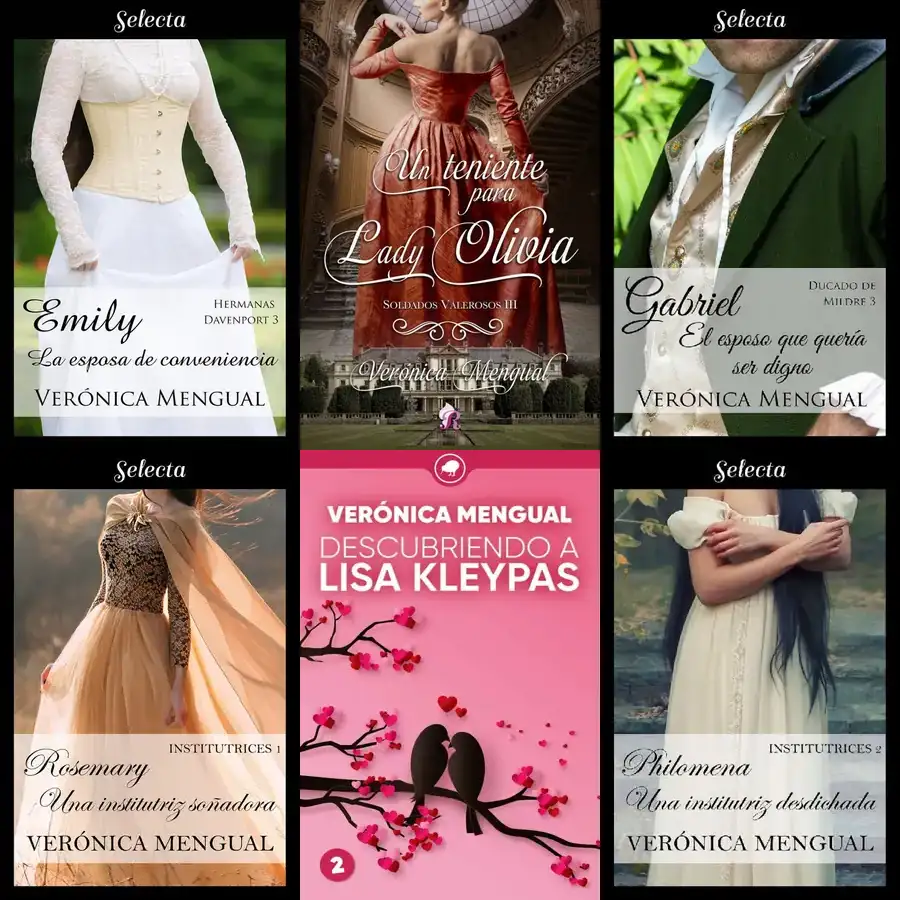 Selecta
Emily
HERMANAS
DAVENPORT 3
La esposa de conveniencia
VERÓNICA MENGUAL
Un teniente
para
Lady Olivia
SOLDADOS VALEROSOS III
Verónica Mengual
R
Selecta
Gabriel
DUCADO DE
MILDRE 3
El esposo que quería
ser digno
VERÓNICA MENGUAL
Selecta
Rosemary
INSTITUTRICES 1
Una institutriz soñadora
VERÓNICA MENGUAL
VERÓNICA MENGUAL
DESCUBRIENDO A
LISA KLEYPAS
2
Selecta
Philomena
INSTITUTRICES 2
Una institutriz desdichada
VERÓNICA MENGUAL